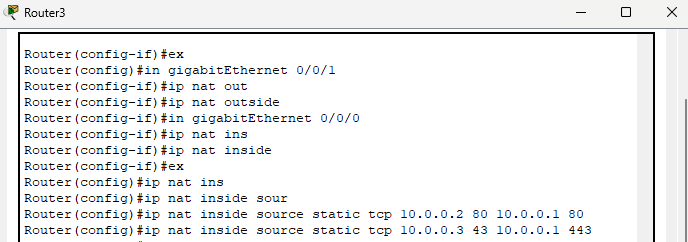 Router3
Router(config-if)#ex
Router(config)#in gigabitEthernet 0/0/1
Router(config-if)#ip nat out
Router(config-if)#ip nat outside
Router(config-if)#in gigabitEthernet 0/0/0
Router(config-if)#ip nat ins
Router(config-if)#ip nat inside
Router(config-if)#ex
Router(config)#ip nat ins
Router(config)#ip nat inside sour
Router(config)#ip nat inside source static tcp 10.0.0.2 80 10.0.0.1 80
Router(config)#ip nat inside source static tcp 10.0.0.3 43 10.0.0.1 443